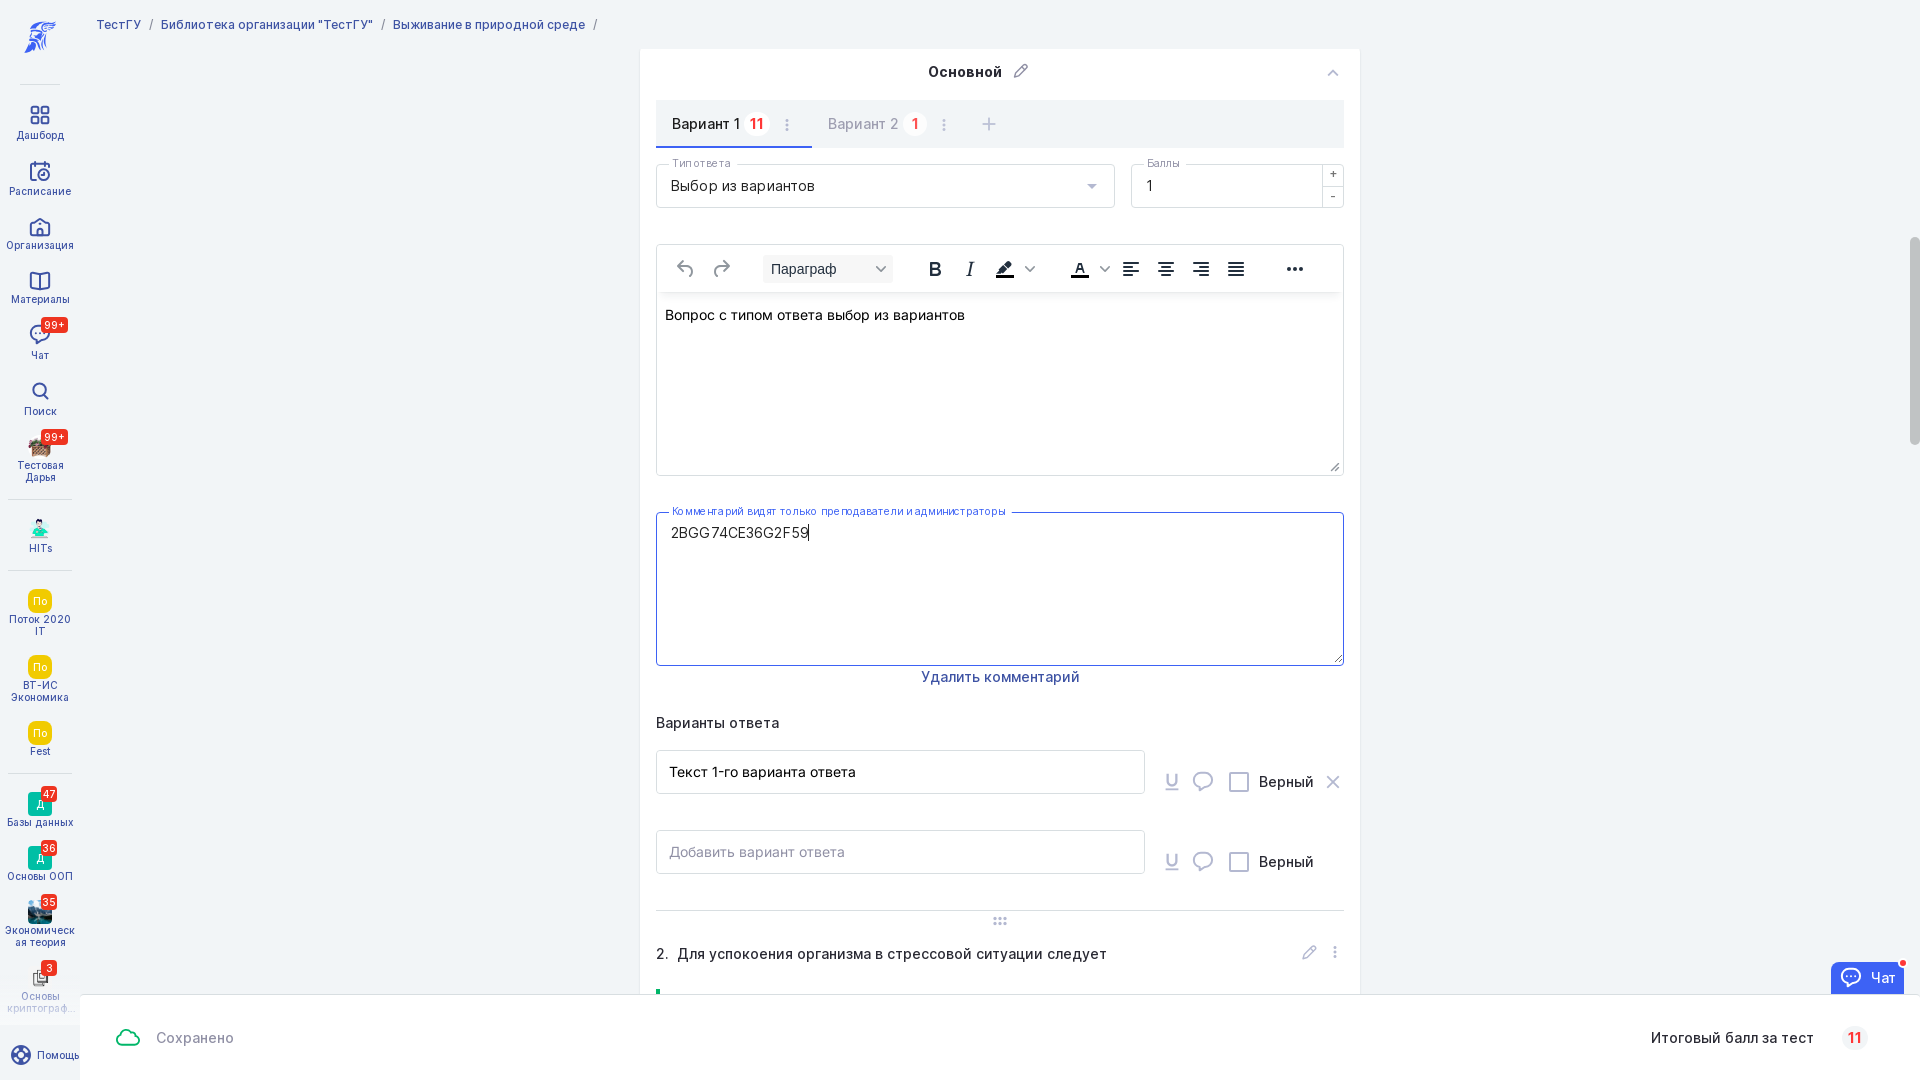 ТестГУ / Библиотека организации "ТестГУ" / Выживание в природной среде /
Дашборд
Расписание
Организация
Материалы
99+
Чат
Поиск
99+
Тестовая
Дарья
HITs
По
Поток 2020
IT
По
ВТ-ИС
Экономика
По
Fest
47
Д
Базы данных
36
Д
Основы ООП
35
Экономическ
ая теория
3
Основы
криптограф...
Помощь
Основной
Вариант 1 11
Вариант 2 1
Тип ответа
Выбор из вариантов
Баллы
1
+
-
Параграф
Вопрос с типом ответа выбор из вариантов
Комментарий видят только преподаватели и администраторы
2BGG74CE36G2F59
Удалить комментарий
Варианты ответа
Текст 1-го варианта ответа
Верный
Добавить вариант ответа
Верный
2. Для успокоения организма в стрессовой ситуации следует
Чат
Сохранено
Итоговый балл за тест 11